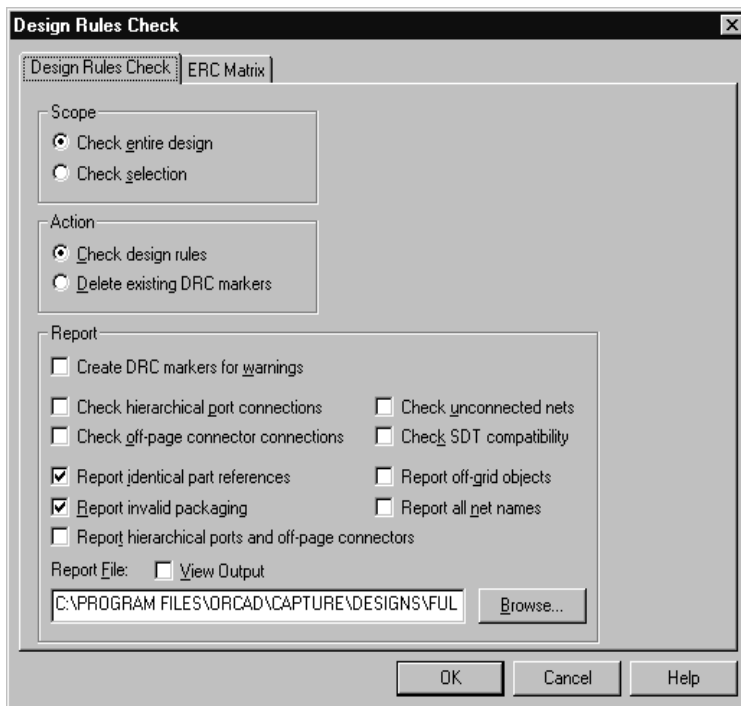 Design Rules Check
Design Rules Check ERC Matrix
Scope
Check entire design
Check selection
Action
Check design rules
Delete existing DRC markers
Report
Create DRC markers for warnings
Check hierarchical port connections Check unconnected nets
Check off-page connector connections Check SDT compatibility
Report identical part references Report off-grid objects
Report invalid packaging Report all net names
Report hierarchical ports and off-page connectors
Report File: View Output
C:\PROGRAM FILES\ORCAD\CAPTURE\DESIGNS\FUL Browse...
OK Cancel Help